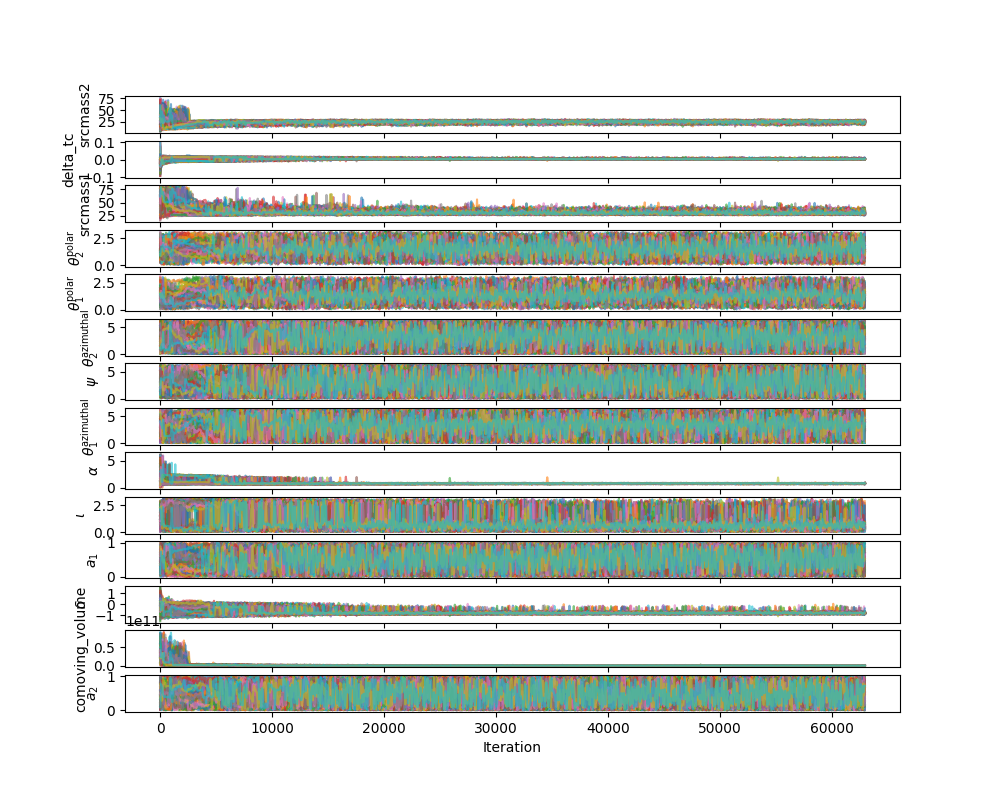 srcmass2
75
50
25
delta_tc
0.1
0.0
−0.1
srcmass1
75
50
25
θ₂^polar
2.5
0.0
θ₁^polar
2.5
0.0
θ₂^azimuthal
5
0
ψ
5
0
θ₁^azimuthal
5
0
α
5
0
ι
2.5
0.0
a₁
1
0
1
0
−1
comoving_volume
1e11
0.5
0.0
a₂
1
0
0
10000
20000
30000
40000
50000
60000
Iteration